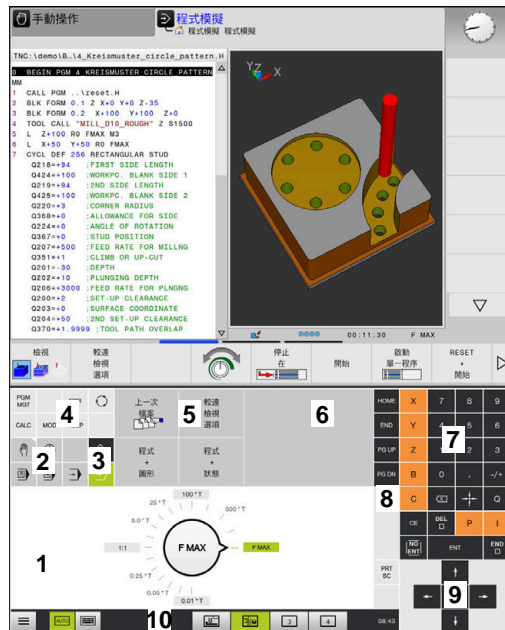 手動操作
程式模擬
程式模擬 程式模擬
TNC:\demo\B...\4_Kreismuster_circle_pattern.H
0 BEGIN PGM 4_KREISMUSTER_CIRCLE_PATTERN
MM
1 CALL PGM ..\reset.H
2 BLK FORM 0.1 Z X+0 Y+0 Z-35
3 BLK FORM 0.2 X+100 Y+100 Z+0
4 TOOL CALL "MILL_D10_ROUGH" Z S1500
5 L Z+100 R0 FMAX M3
6 L X+50 Y+50 R0 FMAX
7 CYCL DEF 256 RECTANGULAR STUD
Q218=+94 ;FIRST SIDE LENGTH
Q424=+100 ;WORKPC. BLANK SIDE 1
Q219=+94 ;2ND SIDE LENGTH
Q425=+100 ;WORKPC. BLANK SIDE 2
Q220=+3 ;CORNER RADIUS
Q368=+0 ;ALLOWANCE FOR SIDE
Q224=+0 ;ANGLE OF ROTATION
Q367=+0 ;STUD POSITION
Q207=+500 ;FEED RATE FOR MILLNG
Q351=+1 ;CLIMB OR UP-CUT
Q201=-30 ;DEPTH
Q202=+10 ;PLUNGING DEPTH
Q206=+3000 ;FEED RATE FOR PLNGNG
Q200=+2 ;SET-UP CLEARANCE
Q203=+0 ;SURFACE COORDINATE
Q204=+50 ;2ND SET-UP CLEARANCE
Q370=+1.9999 ;TOOL PATH OVERLAP
Y Z X
00:11:30 F MAX
檢視
較遠
檢視
選項
停止
在
開始
啟動
單一程序
RESET
+
開始
PGM
MGT
4
CALC MOD
2 3
上一次
檔案
5
較遠
檢視
選項
程式
+
圖形
程式
+
狀態
6
HOME X 7 8 9
END Y 4 5 6
7
PG UP Z 1 2 3
PG DN B 0 . -/+
8 C Q
CE DEL P I
NO
ENT
ENT
END
PRT
SC
9
1
100°T
25°T 500°T
5.0°T
1:1 F MAX F MAX
0.25°T
0.05°T
0.01°T
AUTO 10 3 4 08:43